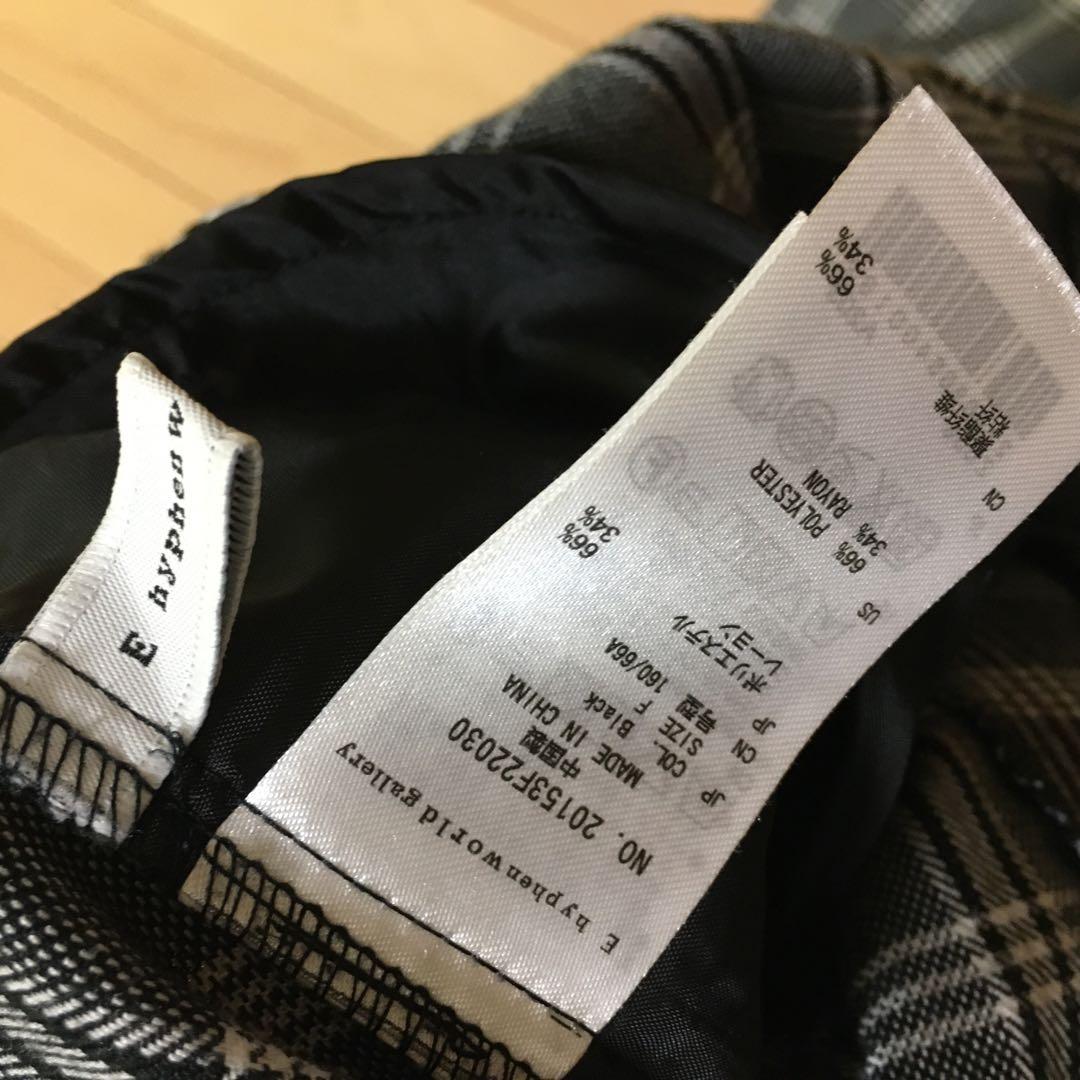 E hyphen w
E hyphen world gallery
NO. 20153F22030
中国製
MADE IN CHINA
COL. Black
SIZE F
号型 160/66A
JP
CN
JP
ポリエステル 66%
レーヨン 34%
US
66% POLYESTER
34% RAYON
CN
聚酯纤维 66%
粘纤 34%